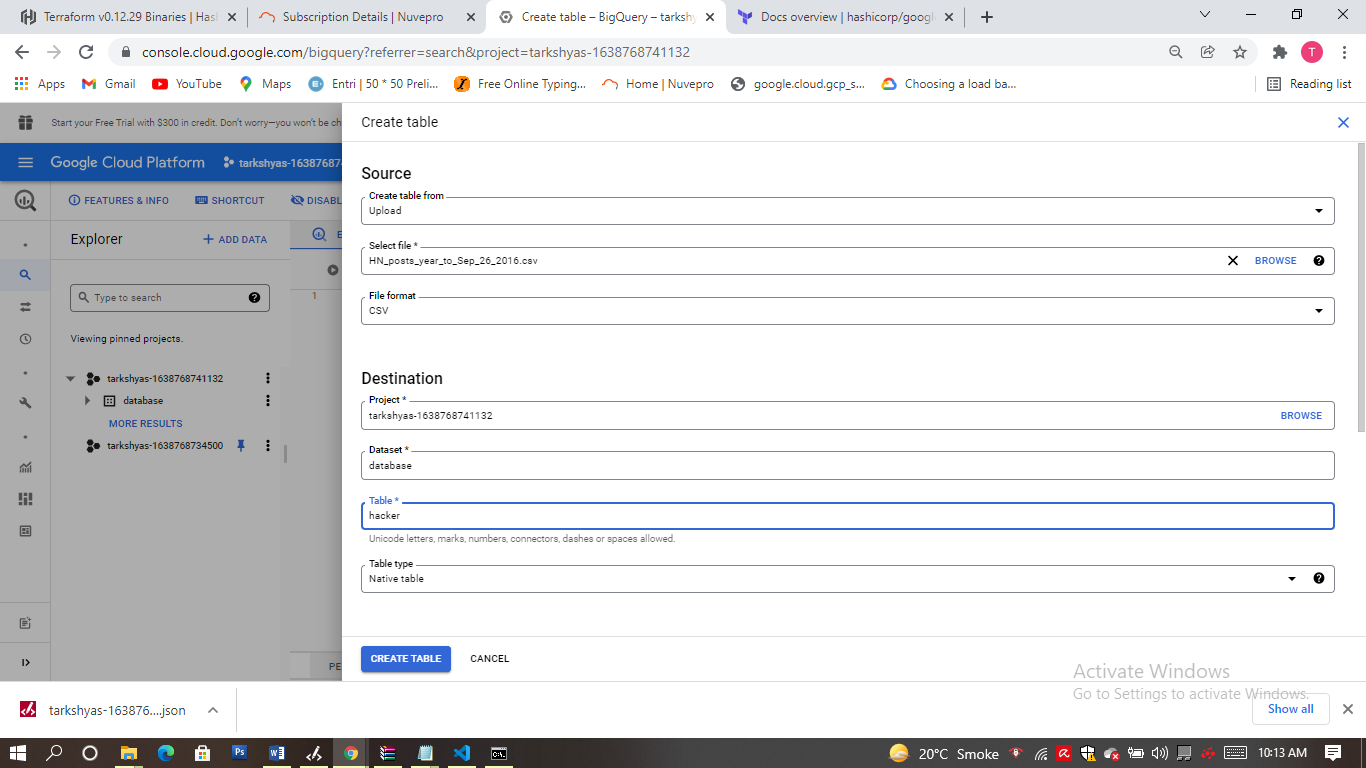 Terraform v0.12.29 Binaries | Has
Subscription Details | Nuvepro
Create table – BigQuery – tarkshy
Docs overview | hashicorp/googl
console.cloud.google.com/bigquery?referrer=search&project=tarkshyas-1638768741132
T
Apps
Gmail
YouTube
Maps
Entri | 50 * 50 Preli...
Free Online Typing...
Home | Nuvepro
google.cloud.gcp_s...
Choosing a load ba...
Reading list
Start your Free Trial with $300 in credit. Don't worry—you won't be ch
Google Cloud Platform
tarkshyas-163876874
FEATURES & INFO
SHORTCUT
DISABL
Explorer
ADD DATA
E
Type to search
1
Viewing pinned projects.
tarkshyas-1638768741132
database
MORE RESULTS
tarkshyas-1638768734500
PE
Create table
Source
Create table from
Upload
Select file *
HN_posts_year_to_Sep_26_2016.csv
BROWSE
File format
CSV
Destination
Project *
tarkshyas-1638768741132
BROWSE
Dataset *
database
Table *
hacker
Unicode letters, marks, numbers, connectors, dashes or spaces allowed.
Table type
Native table
CREATE TABLE
CANCEL
Activate Windows
Go to Settings to activate Windows.
tarkshyas-163876....json
Show all
20°C Smoke
10:13 AM